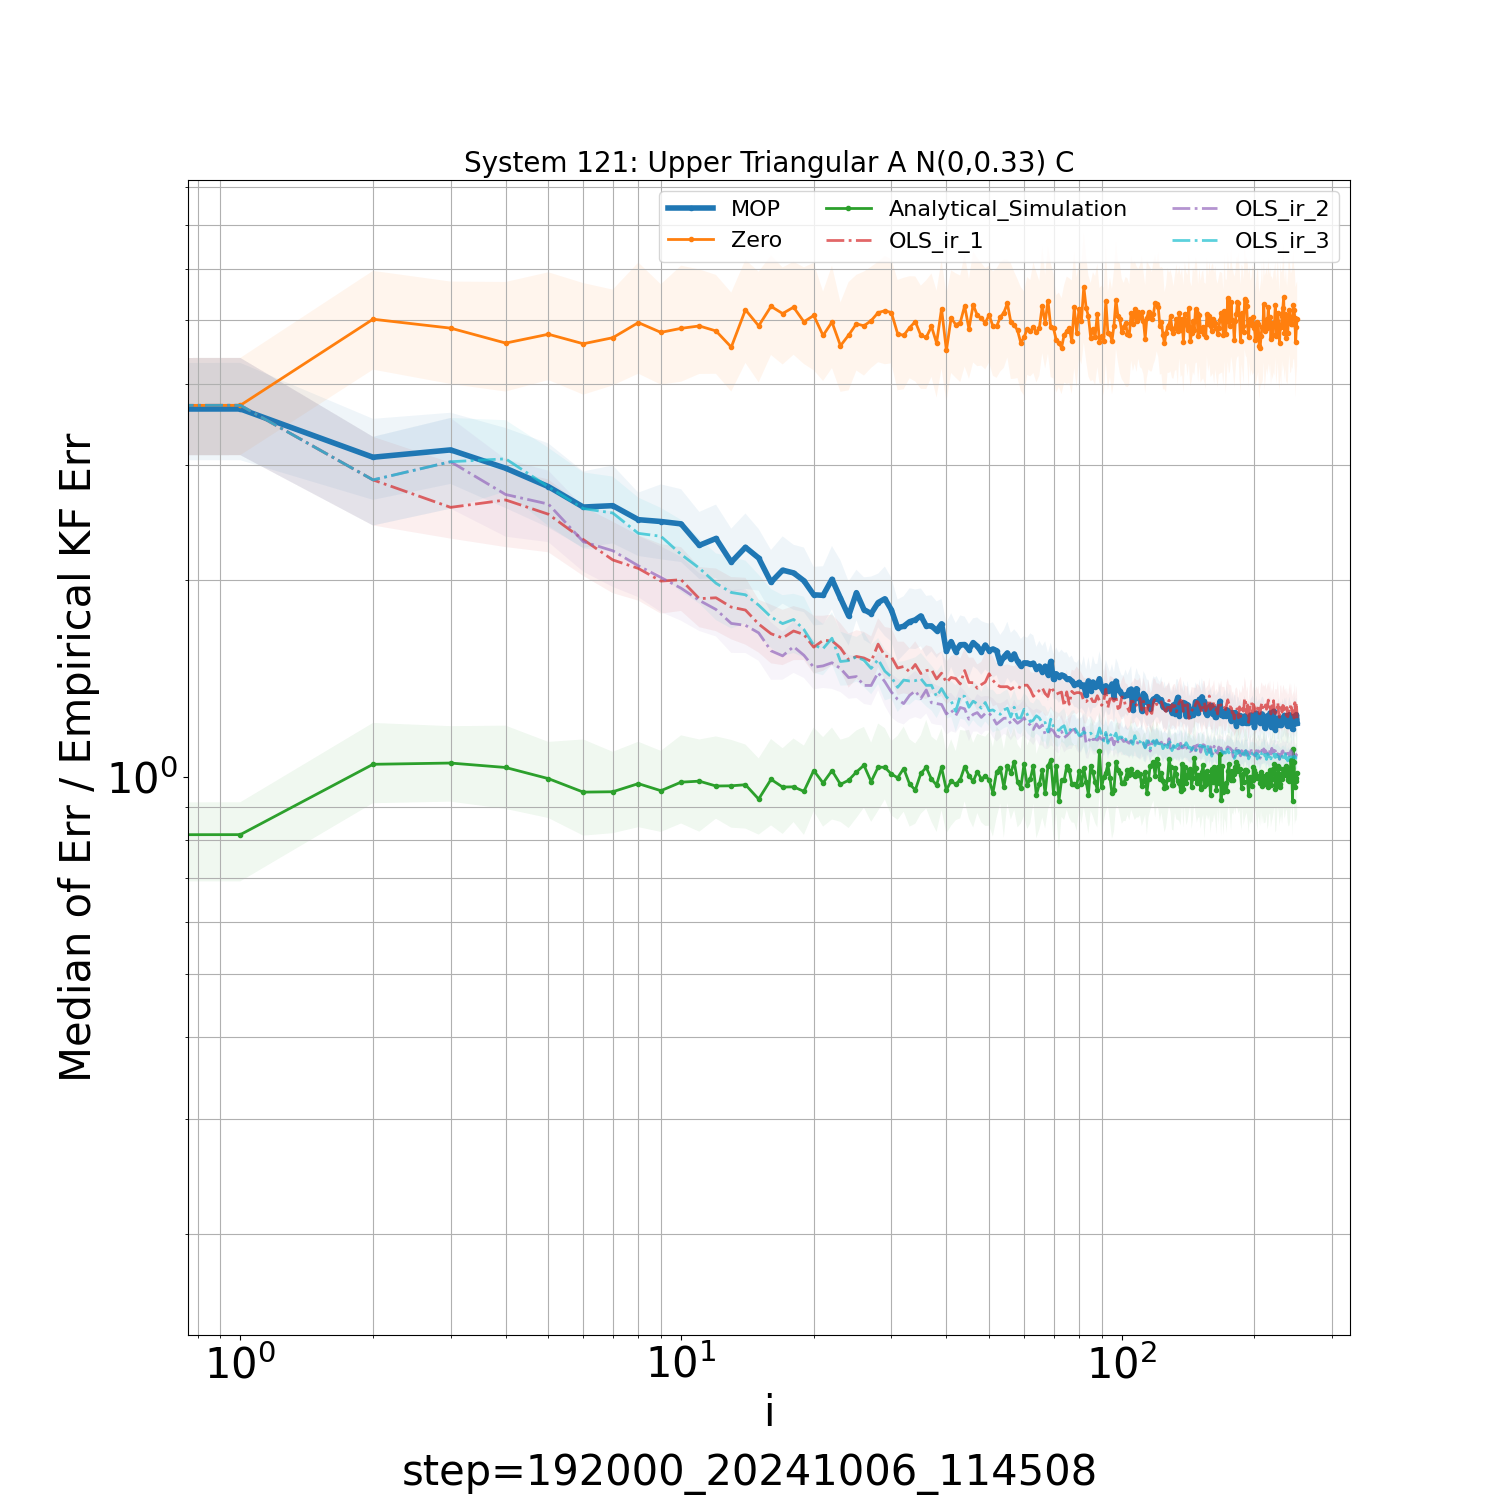 System 121: Upper Triangular A N(0,0.33) C
MOP
Zero
Analytical_Simulation
OLS_ir_1
OLS_ir_2
OLS_ir_3
Median of Err / Empirical KF Err
10⁰
10⁰ 10¹ 10²
i
step=192000_20241006_114508